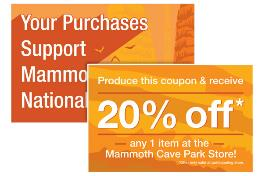 Your Purchases
Support
Mammo
National
Produce this coupon & receive
20% off*
any 1 item at the
Mammoth Cave Park Store!